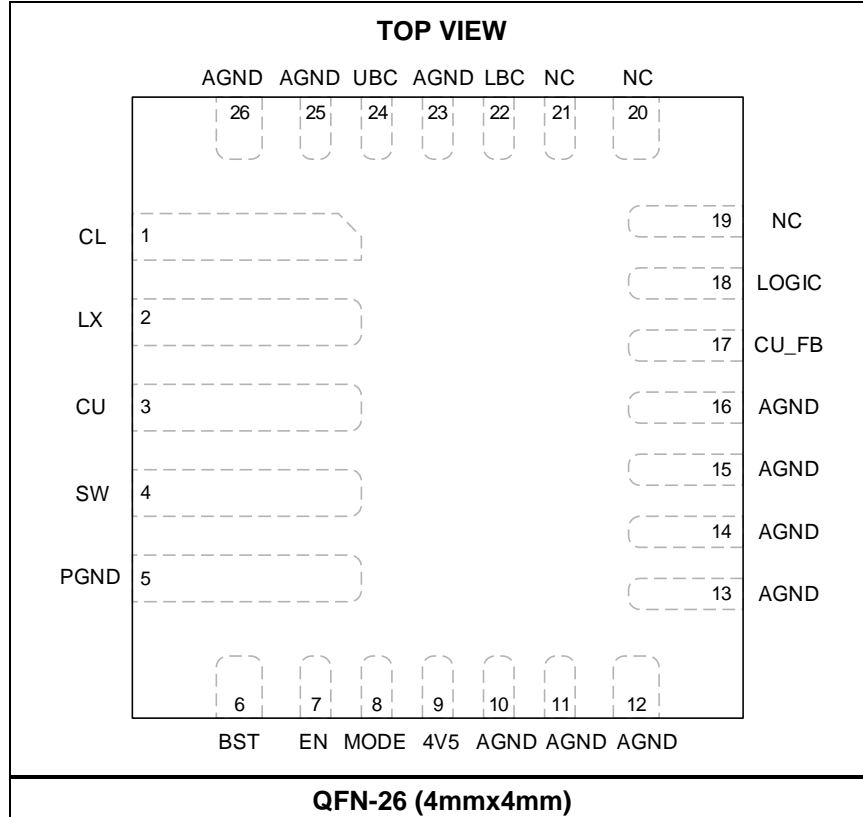 TOP VIEW
AGND AGND UBC AGND LBC NC NC
26 25 24 23 22 21 20
CL 1
19 NC
18 LOGIC
LX 2
17 CU_FB
CU 3
16 AGND
15 AGND
SW 4
14 AGND
PGND 5
13 AGND
6 7 8 9 10 11 12
BST EN MODE 4V5 AGND AGND AGND
QFN-26 (4mmx4mm)